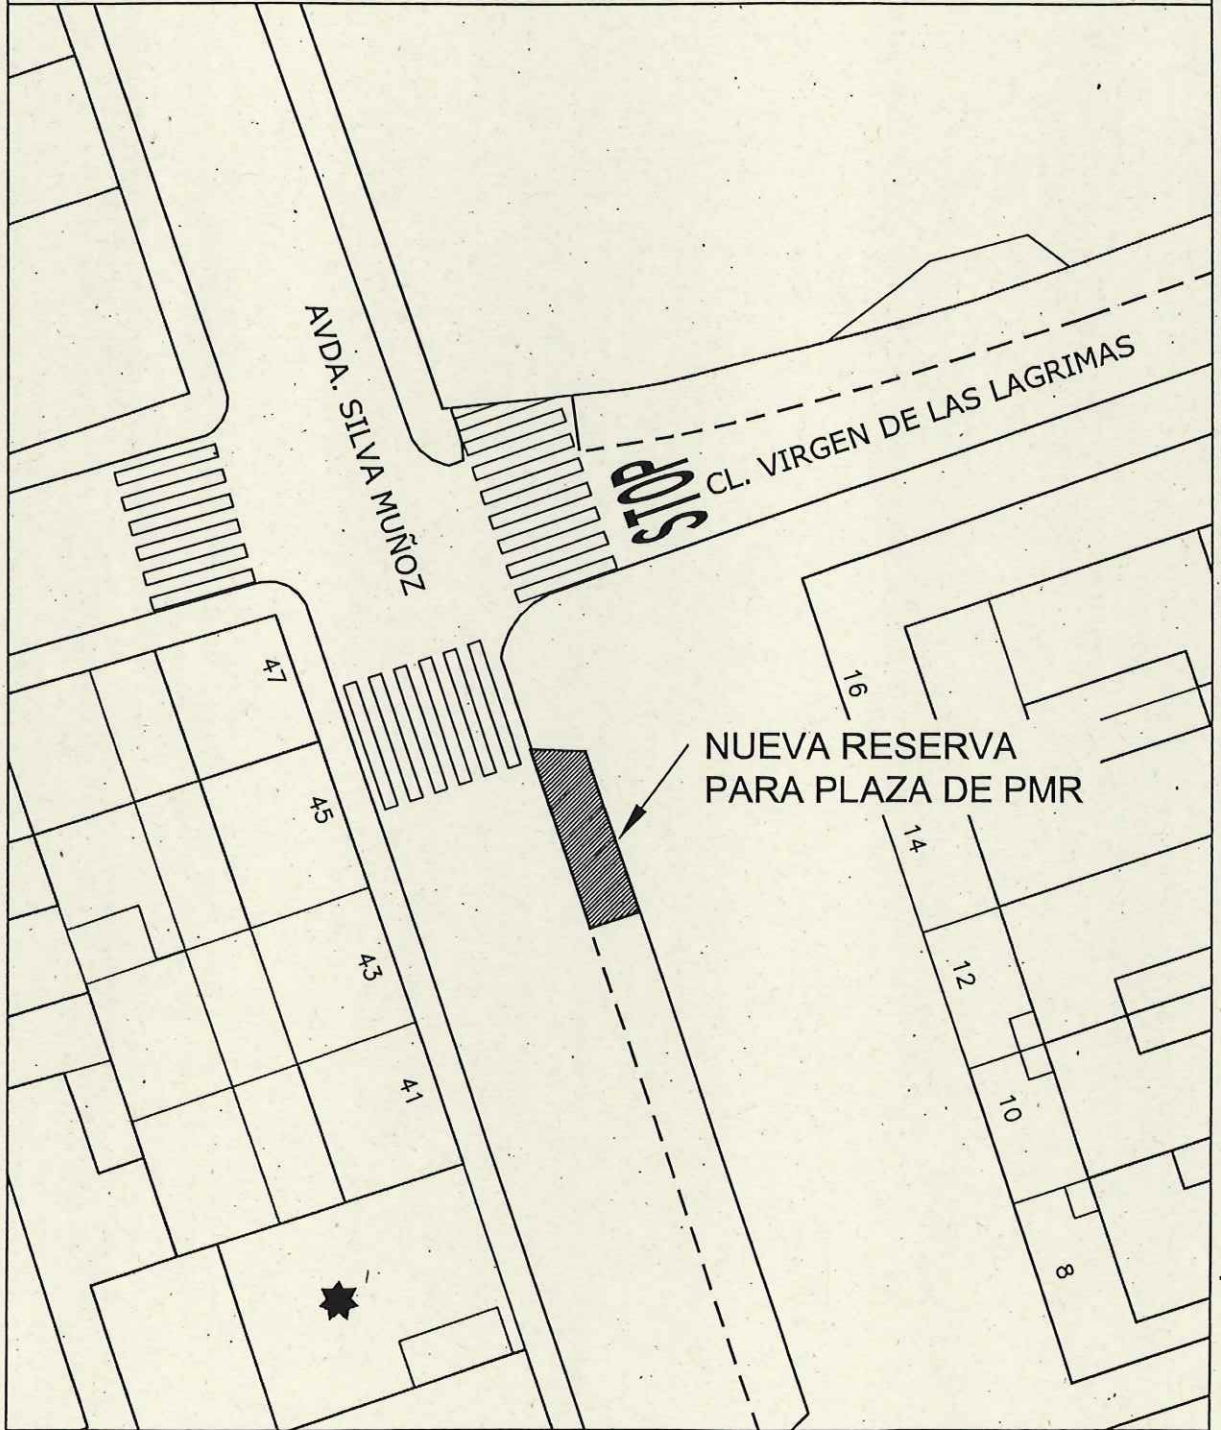 AVDA. SILVA MUÑOZ
STOP
CL. VIRGEN DE LAS LAGRIMAS
47
45
43
41
NUEVA RESERVA
PARA PLAZA DE PMR
16
14
12
10
8